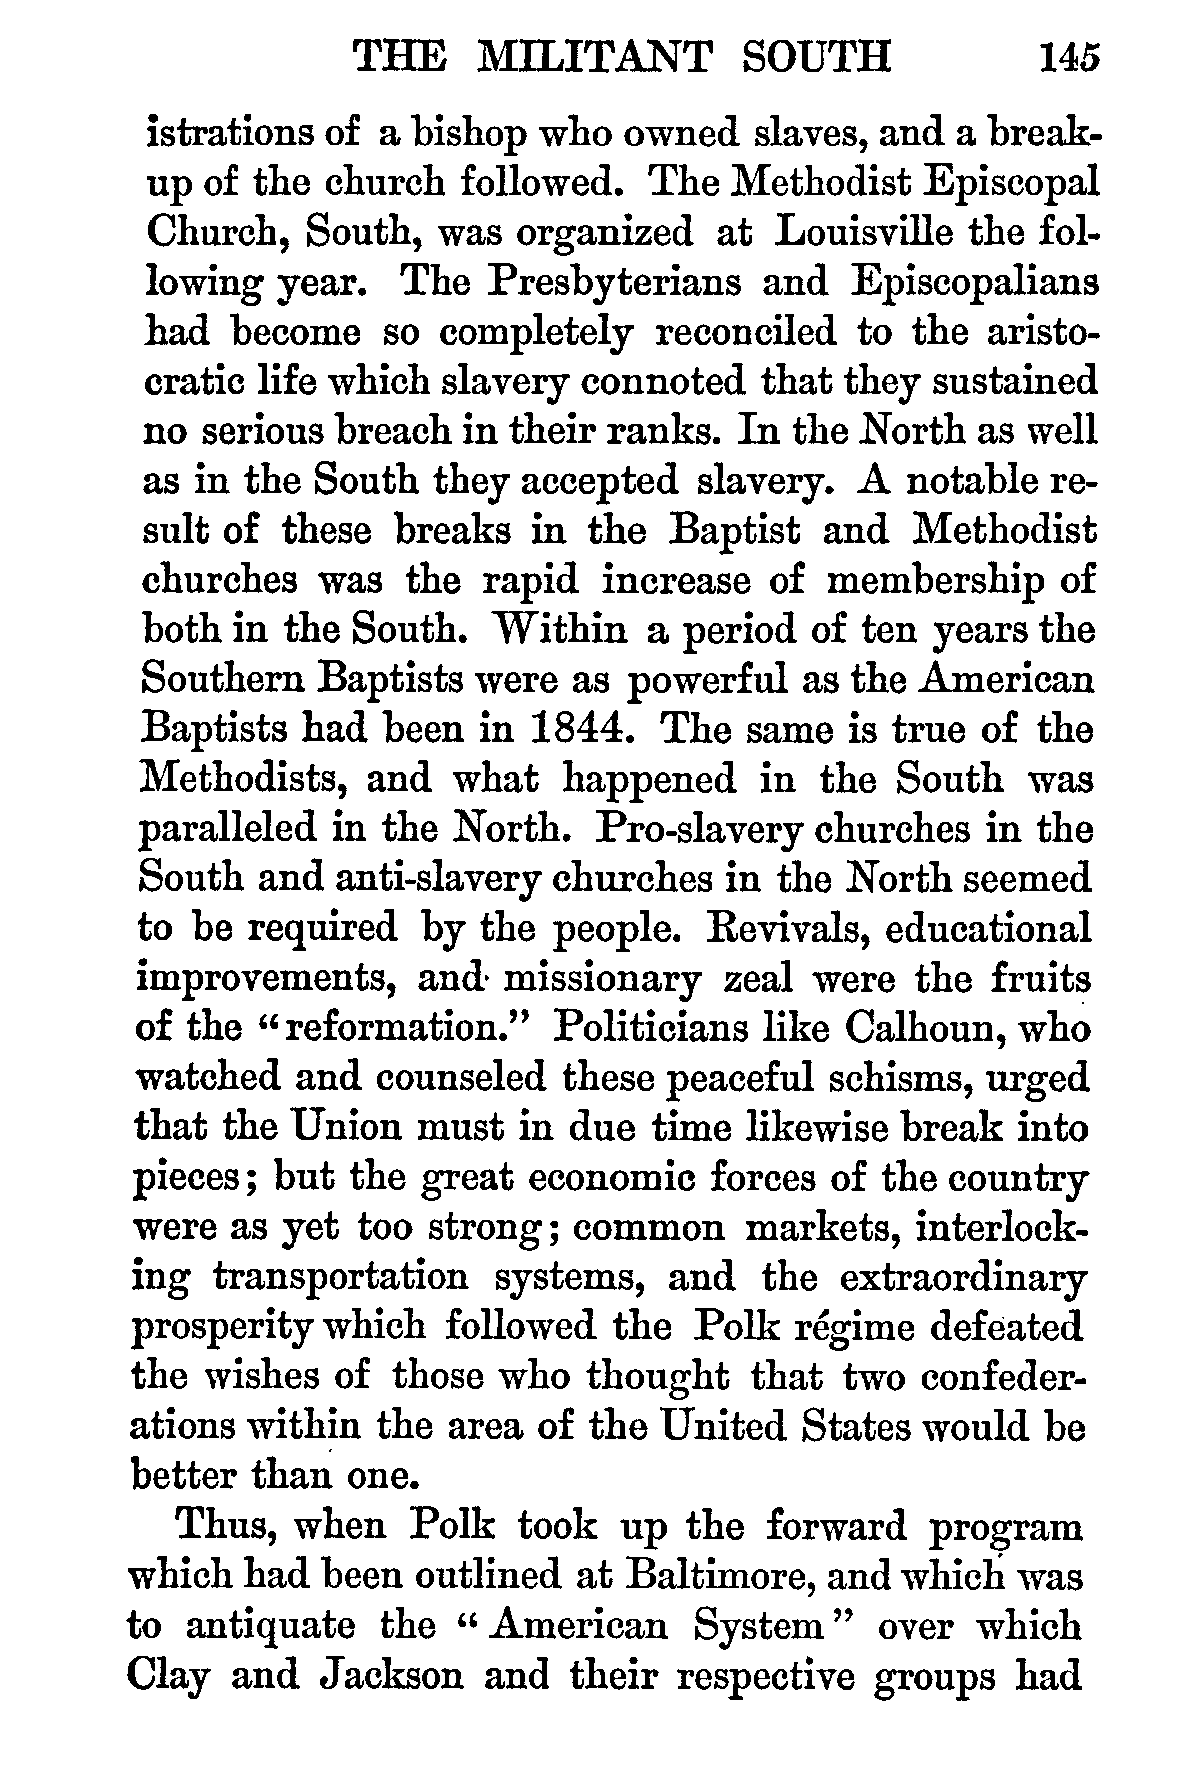 THE MILITANT SOUTH 145
istrations of a bishop who owned slaves, and a break-
up of the church followed. The Methodist Episcopal
Church, South, was organized at Louisville the fol-
lowing year. The Presbyterians and Episcopalians
had become so completely reconciled to the aristo-
cratic life which slavery connoted that they sustained
no serious breach in their ranks. In the North as well
as in the South they accepted slavery. A notable re-
sult of these breaks in the Baptist and Methodist
churches was the rapid increase of membership of
both in the South. Within a period of ten years the
Southern Baptists were as powerful as the American
Baptists had been in 1844. The same is true of the
Methodists, and what happened in the South was
paralleled in the North. Pro-slavery churches in the
South and anti-slavery churches in the North seemed
to be required by the people. Revivals, educational
improvements, and missionary zeal were the fruits
of the "reformation." Politicians like Calhoun, who
watched and counseled these peaceful schisms, urged
that the Union must in due time likewise break into
pieces; but the great economic forces of the country
were as yet too strong; common markets, interlock-
ing transportation systems, and the extraordinary
prosperity which followed the Polk régime defeated
the wishes of those who thought that two confeder-
ations within the area of the United States would be
better than one.
Thus, when Polk took up the forward program
which had been outlined at Baltimore, and which was
to antiquate the "American System" over which
Clay and Jackson and their respective groups had